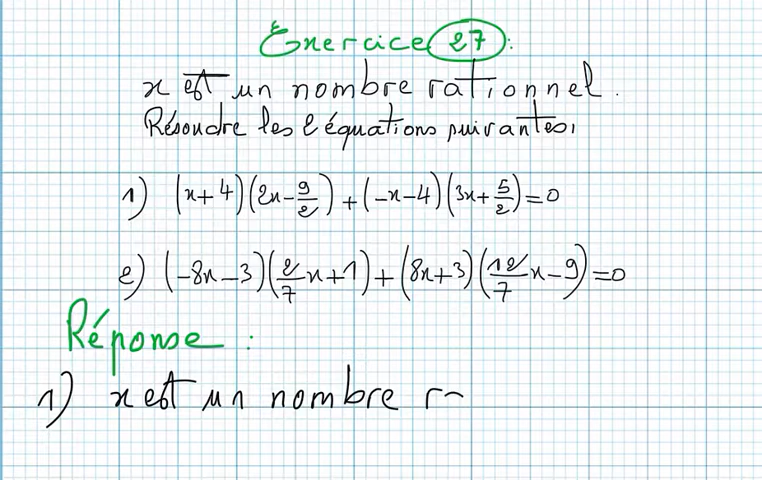 Exercice 27 :
x est un nombre rationnel.
Résoudre les équations suivantes,
1) (x+4)(2x-9/2)+(-x-4)(3x+5/2)=0
2) (-8x-3)(2/7x+1)+(8x+3)(12/7x-9)=0
Réponse :
1) x est un nombre r